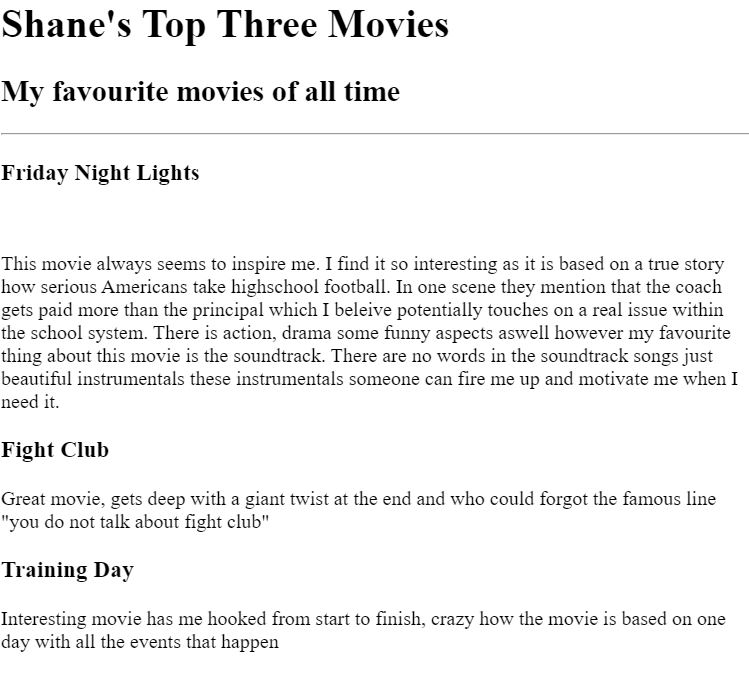 Shane's Top Three Movies
My favourite movies of all time
Friday Night Lights
This movie always seems to inspire me. I find it so interesting as it is based on a true story
how serious Americans take highschool football. In one scene they mention that the coach
gets paid more than the principal which I beleive potentially touches on a real issue within
the school system. There is action, drama some funny aspects aswell however my favourite
thing about this movie is the soundtrack. There are no words in the soundtrack songs just
beautiful instrumentals these instrumentals someone can fire me up and motivate me when I
need it.
Fight Club
Great movie, gets deep with a giant twist at the end and who could forgot the famous line
"you do not talk about fight club"
Training Day
Interesting movie has me hooked from start to finish, crazy how the movie is based on one
day with all the events that happen